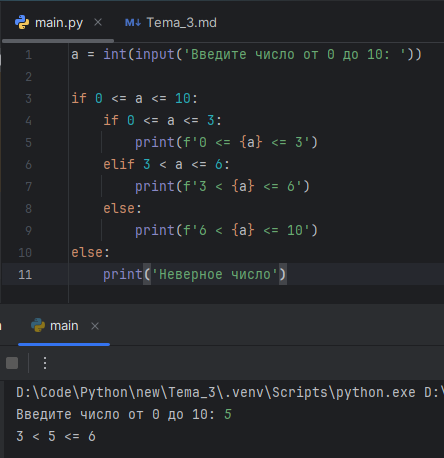 main.py × M↓ Tema_3.md
1 a = int(input('Введите число от 0 до 10: '))
2
3 if 0 <= a <= 10:
4 if 0 <= a <= 3:
5 print(f'0 <= {a} <= 3')
6 elif 3 < a <= 6:
7 print(f'3 < {a} <= 6')
8 else:
9 print(f'6 < {a} <= 10')
10 else:
11 print('Неверное число')
main ×
D:\Code\Python\new\Tema_3\.venv\Scripts\python.exe D:\
Введите число от 0 до 10: 5
3 < 5 <= 6